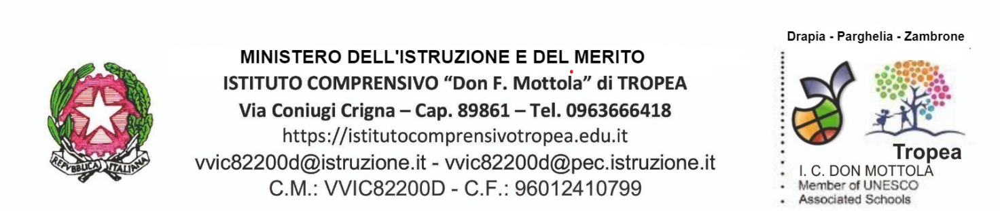 MINISTERO DELL'ISTRUZIONE E DEL MERITO
ISTITUTO COMPRENSIVO “Don F. Mottola” di TROPEA
Via Coniugi Crigna – Cap. 89861 – Tel. 0963666418
https://istitutocomprensivotropea.edu.it
vvic82200d@istruzione.it - vvic82200d@pec.istruzione.it
C.M.: VVIC82200D - C.F.: 96012410799
REPVBBLICA ITALIANA
Drapia - Parghelia - Zambrone
Tropea
I. C. DON MOTTOLA
Member of UNESCO
Associated Schools